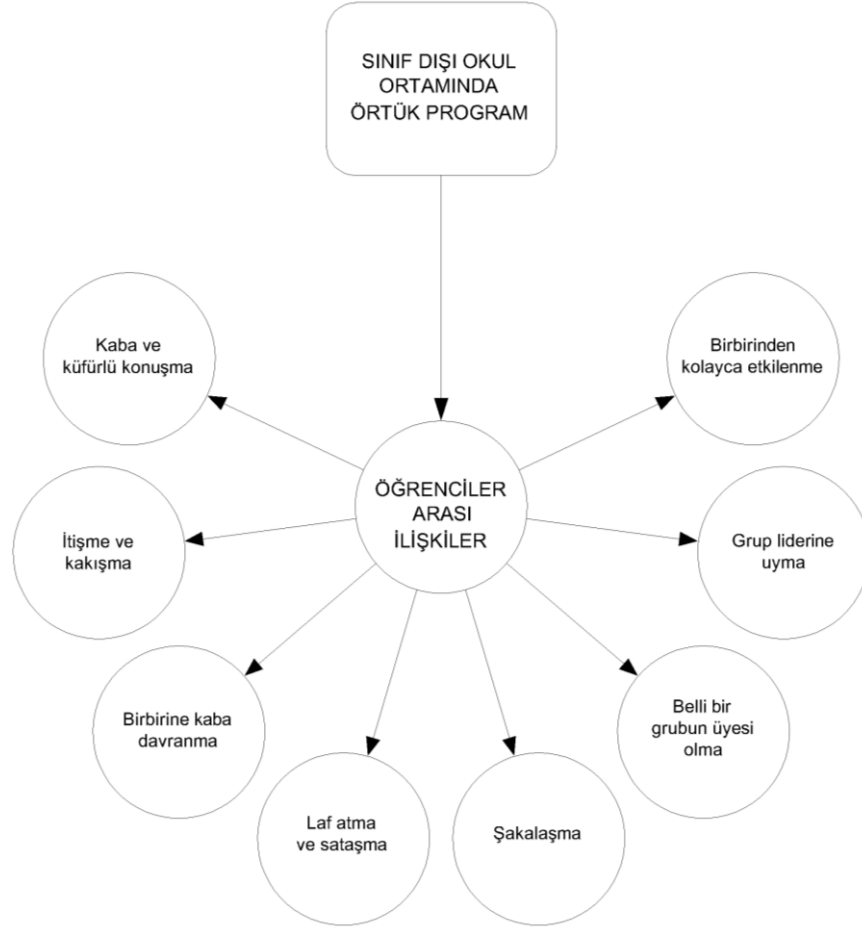 SINIF DIŞI OKUL
ORTAMINDA
ÖRTÜK PROGRAM
Kaba ve
küfürlü konuşma
Birbirinden
kolayca etkilenme
ÖĞRENCİLER
ARASI
İLİŞKİLER
İtişme ve
kakışma
Grup liderine
uyma
Birbirine kaba
davranma
Belli bir
grubun üyesi
olma
Laf atma
ve sataşma
Şakalaşma